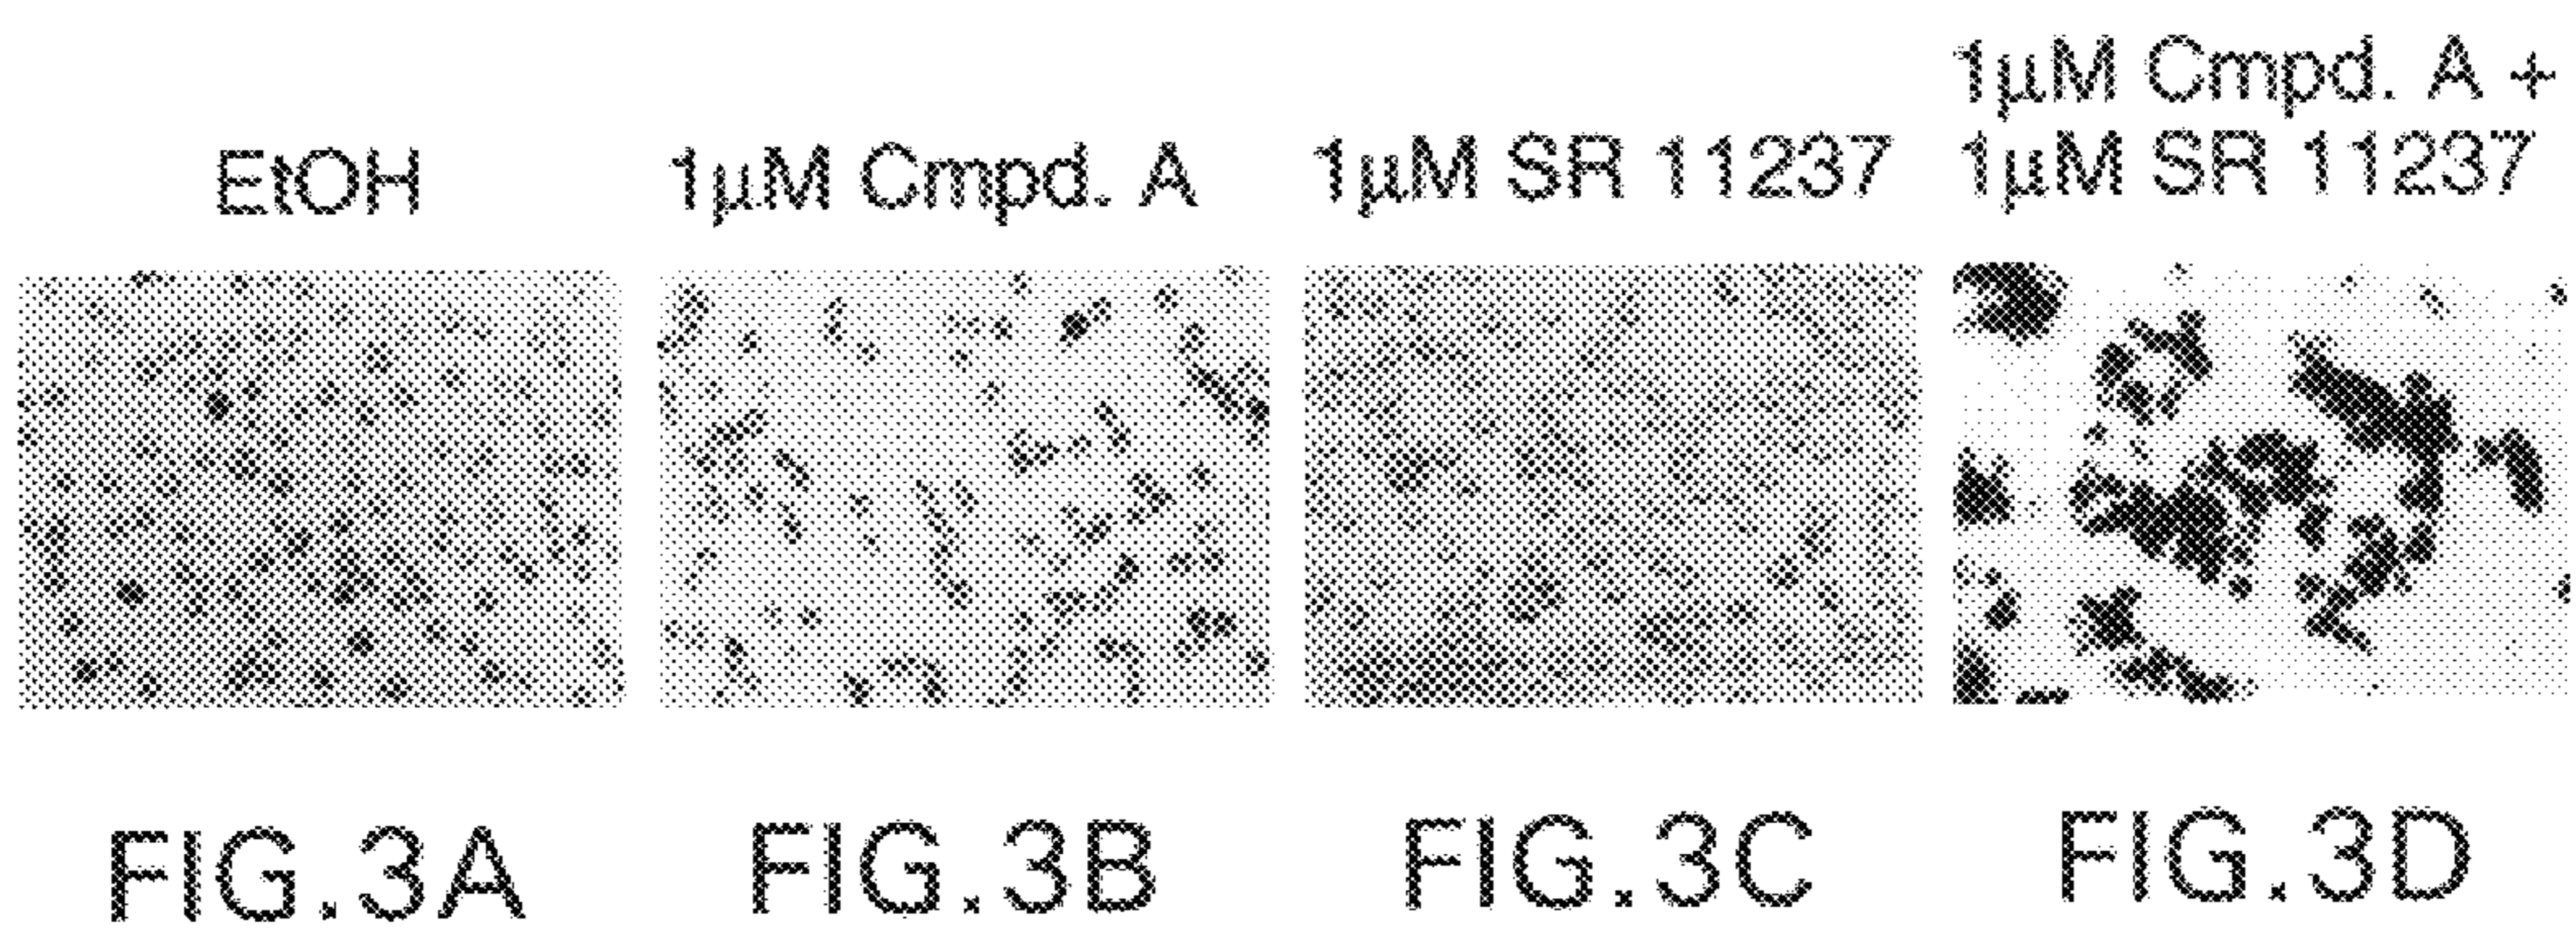 EtOH
1μM Cmpd. A
1μM SR 11237
1μM Cmpd. A +
1μM SR 11237
FIG.3A
FIG.3B
FIG.3C
FIG.3D